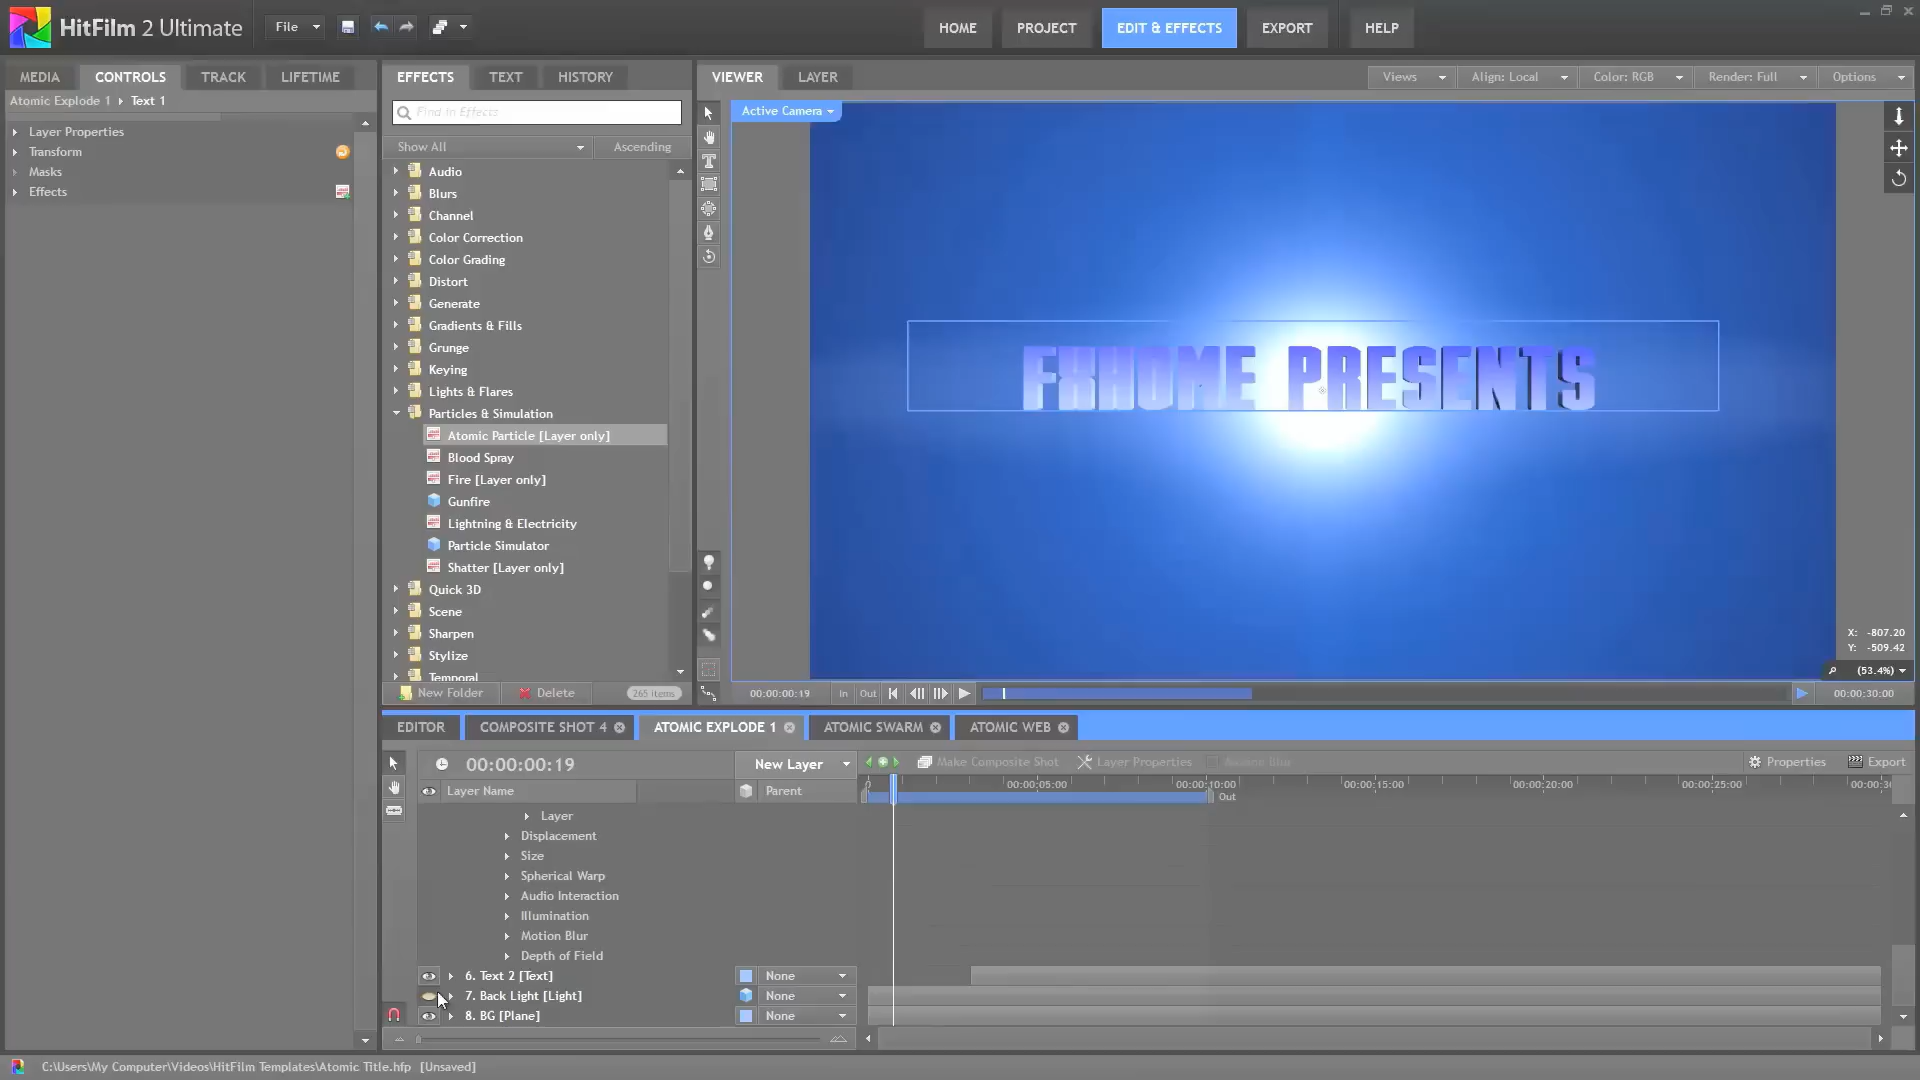 HitFilm 2 Ultimate
File
HOME
PROJECT
EDIT & EFFECTS
EXPORT
HELP
MEDIA
CONTROLS
TRACK
LIFETIME
Atomic Explode 1 Text 1
Layer Properties
Transform
Masks
Effects
EFFECTS
TEXT
HISTORY
Find in Effects
Show All
Ascending
Audio
Blurs
Channel
Color Correction
Color Grading
Distort
Generate
Gradients & Fills
Grunge
Keying
Lights & Flares
Particles & Simulation
Atomic Particle [Layer only]
Blood Spray
Fire [Layer only]
Gunfire
Lightning & Electricity
Particle Simulator
Shatter [Layer only]
Quick 3D
Scene
Sharpen
Stylize
Temporal
New Folder
Delete
265 items
VIEWER
LAYER
Views
Align: Local
Color: RGB
Render: Full
Options
Active Camera
FXHOME PRESENTS
X: -807.20
Y: -509.42
(53.4%)
00:00:00:19
In
Out
00:00:30:00
EDITOR
COMPOSITE SHOT 4
ATOMIC EXPLODE 1
ATOMIC SWARM
ATOMIC WEB
00:00:00:19
New Layer
Make Composite Shot
Layer Properties
Motion Blur
Properties
Export
Layer Name
Parent
0
00:00:05:00
00:00:10:00
00:00:15:00
00:00:20:00
00:00:25:00
00:00:3
Out
Layer
Displacement
Size
Spherical Warp
Audio Interaction
Illumination
Motion Blur
Depth of Field
6. Text 2 [Text]
None
7. Back Light [Light]
None
8. BG [Plane]
None
C:\Users\My Computer\Videos\HitFilm Templates\Atomic Title.hfp [Unsaved]